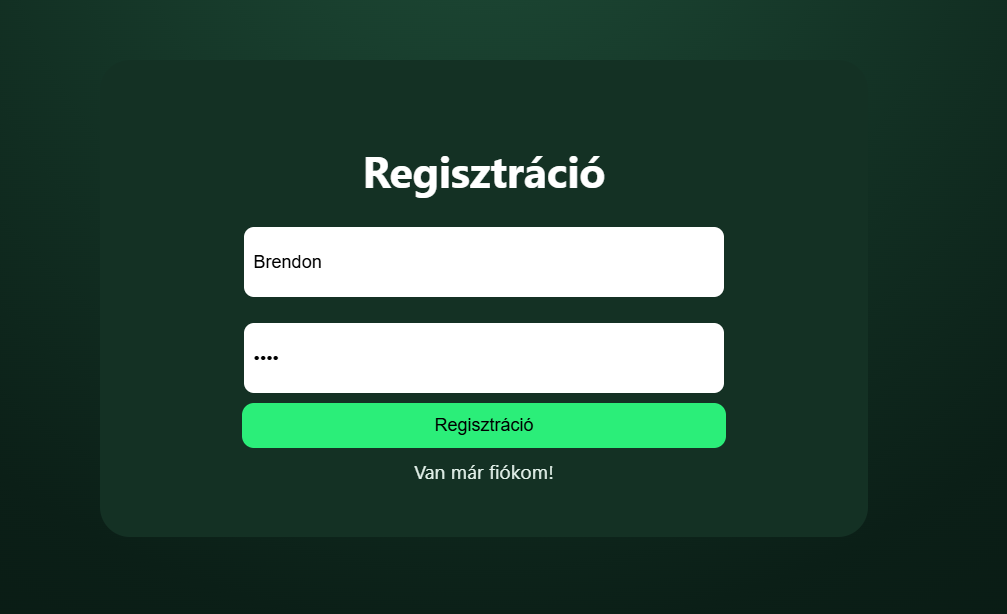 Regisztráció
Brendon
••••
Regisztráció
Van már fiókom!